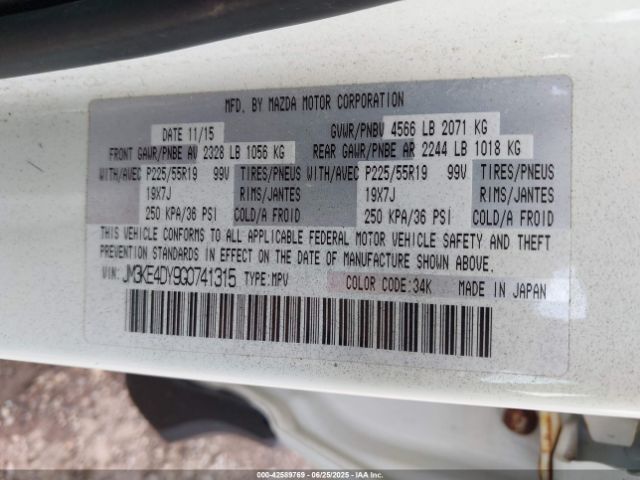 MFD. BY MAZDA MOTOR CORPORATION
DATE 11/15 GVWR/PNBV 4566 LB 2071 KG
FRONT GAWR/PNBE AV 2328 LB 1056 KG REAR GAWR/PNBE AR 2244 LB 1018 KG
WITH/AVEC P225/55R19 99V TIRES/PNEUS WITH/AVEC P225/55R19 99V TIRES/PNEUS
19X7J RIMS/JANTES 19X7J RIMS/JANTES
250 KPA/36 PSI COLD/A FROID 250 KPA/36 PSI COLD/A FROID
THIS VEHICLE CONFORMS TO ALL APPLICABLE FEDERAL MOTOR VEHICLE SAFETY AND THEFT
PREVENTION STANDARDS IN EFFECT ON THE DATE OF MANUFACTURE SHOWN ABOVE.
VIN: JM3KE4DY9G0741315 TYPE:MPV COLOR CODE:34K MADE IN JAPAN
000-42589769 06/25/2025 Copyright IAA, LLC